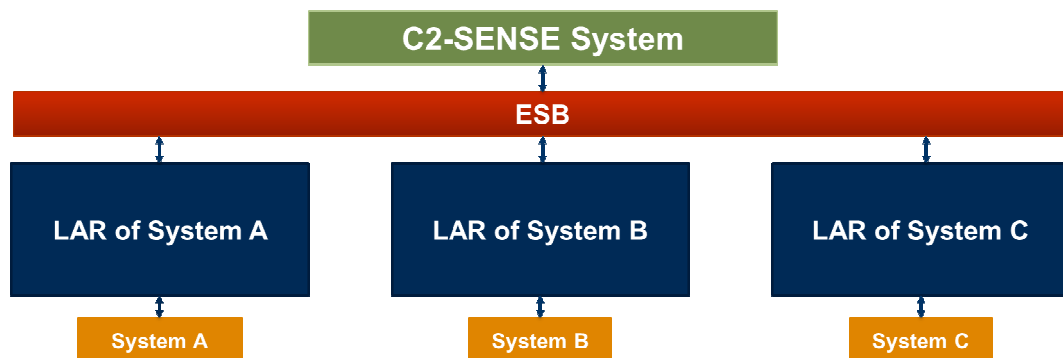 C2-SENSE System
ESB
LAR of System A
LAR of System B
LAR of System C
System A
System B
System C